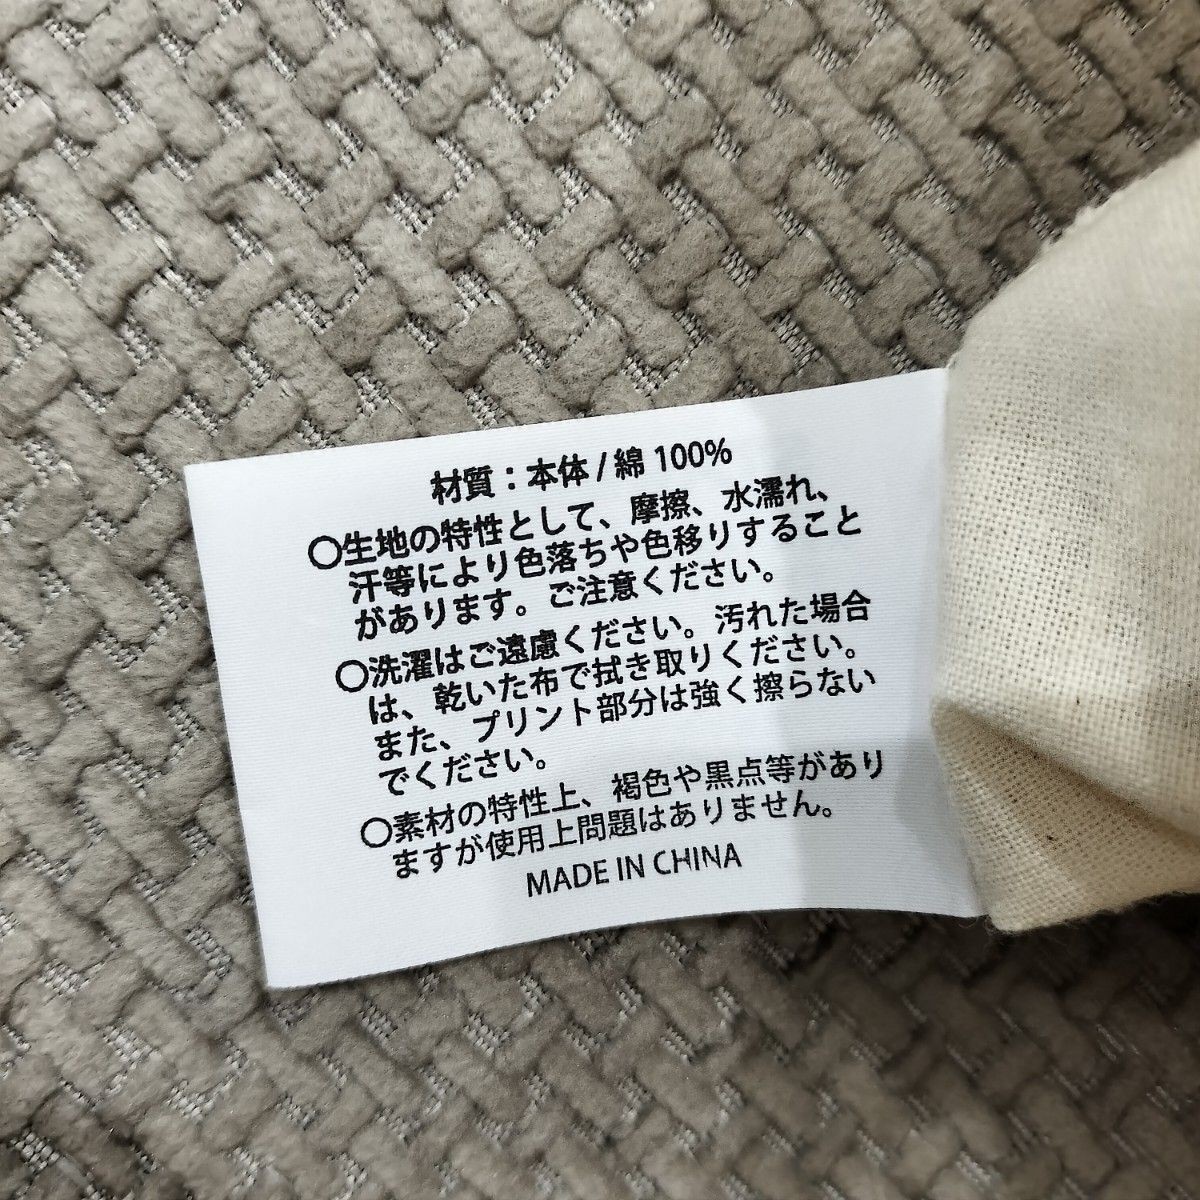 材質：本体 / 綿 100%
〇生地の特性として、摩擦、水濡れ、
汗等により色落ちや色移りすること
があります。ご注意ください。
〇洗濯はご遠慮ください。汚れた場合
は、乾いた布で拭き取りください。
また、プリント部分は強く擦らない
でください。
〇素材の特性上、褐色や黒点等があり
ますが使用上問題はありません。
MADE IN CHINA